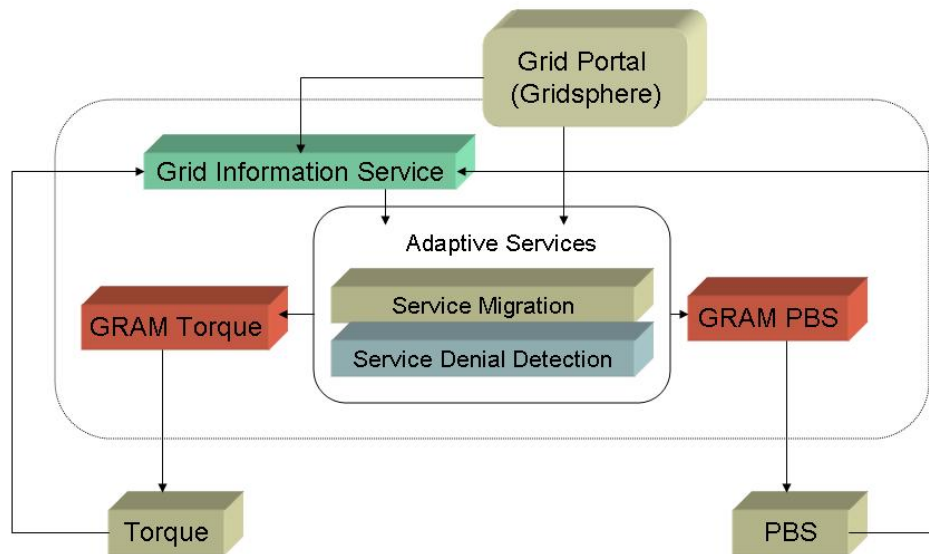 Grid Portal
(Gridsphere)
Grid Information Service
Adaptive Services
Service Migration
GRAM Torque
GRAM PBS
Service Denial Detection
Torque
PBS